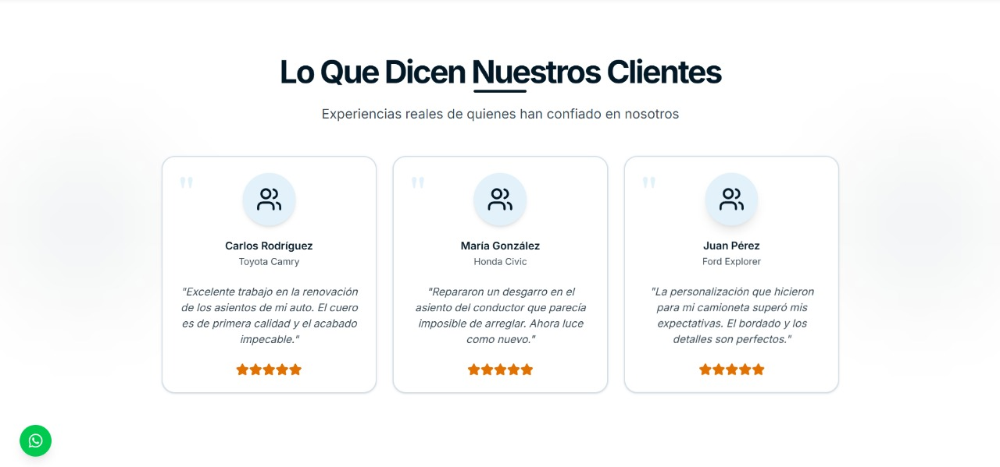 Lo Que Dicen Nuestros Clientes
Experiencias reales de quienes han confiado en nosotros
"
Carlos Rodríguez
Toyota Camry
"Excelente trabajo en la renovación
de los asientos de mi auto. El cuero
es de primera calidad y el acabado
impecable."
"
María González
Honda Civic
"Repararon un desgarro en el
asiento del conductor que parecía
imposible de arreglar. Ahora luce
como nuevo."
"
Juan Pérez
Ford Explorer
"La personalización que hicieron
para mi camioneta superó mis
expectativas. El bordado y los
detalles son perfectos."